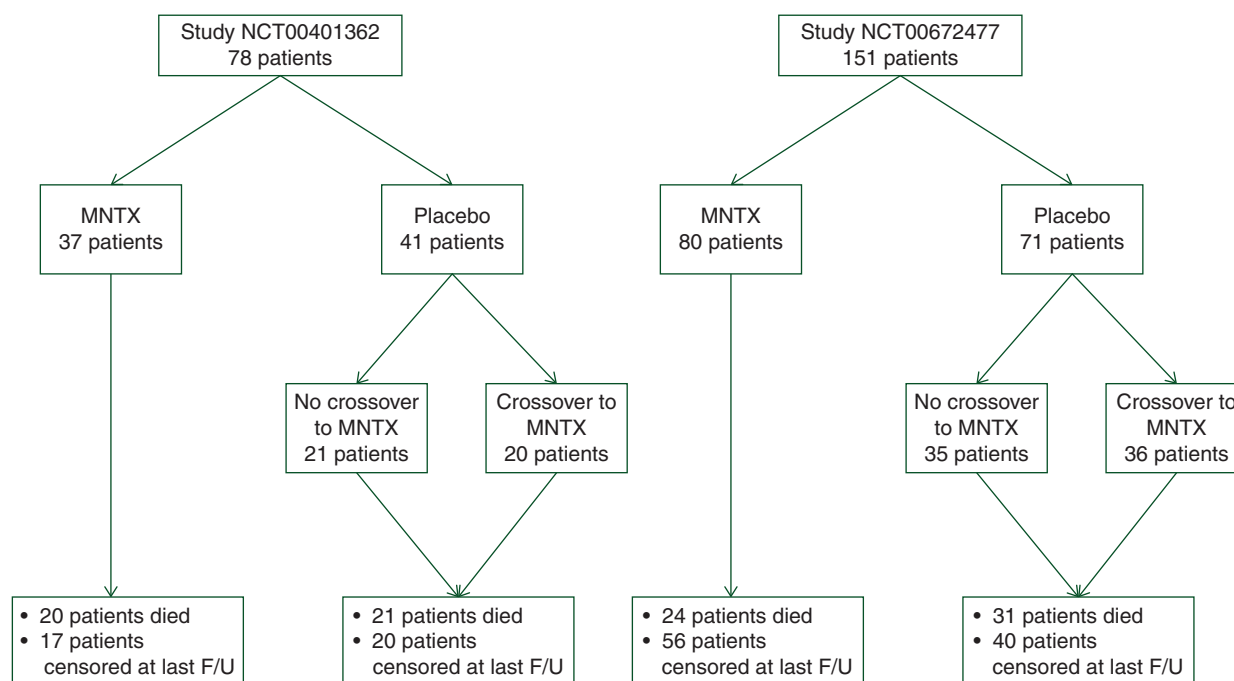 Study NCT00401362
78 patients
Study NCT00672477
151 patients
MNTX
37 patients
Placebo
41 patients
MNTX
80 patients
Placebo
71 patients
No crossover
to MNTX
21 patients
Crossover to
MNTX
20 patients
No crossover
to MNTX
35 patients
Crossover to
MNTX
36 patients
• 20 patients died
• 17 patients
censored at last F/U
• 21 patients died
• 20 patients
censored at last F/U
• 24 patients died
• 56 patients
censored at last F/U
• 31 patients died
• 40 patients
censored at last F/U